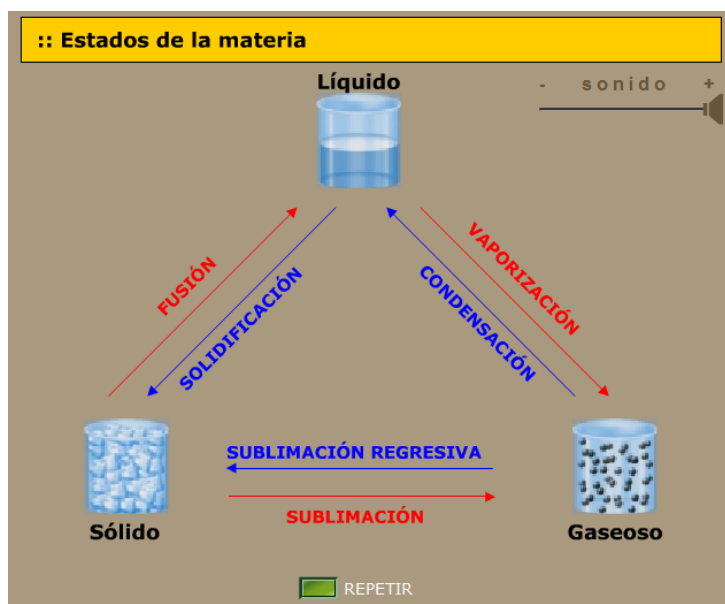 :: Estados de la materia
Líquido
- sonido +
FUSIÓN
SOLIDIFICACIÓN
VAPORIZACIÓN
CONDENSACIÓN
SUBLIMACIÓN REGRESIVA
SUBLIMACIÓN
Sólido
Gaseoso
REPETIR